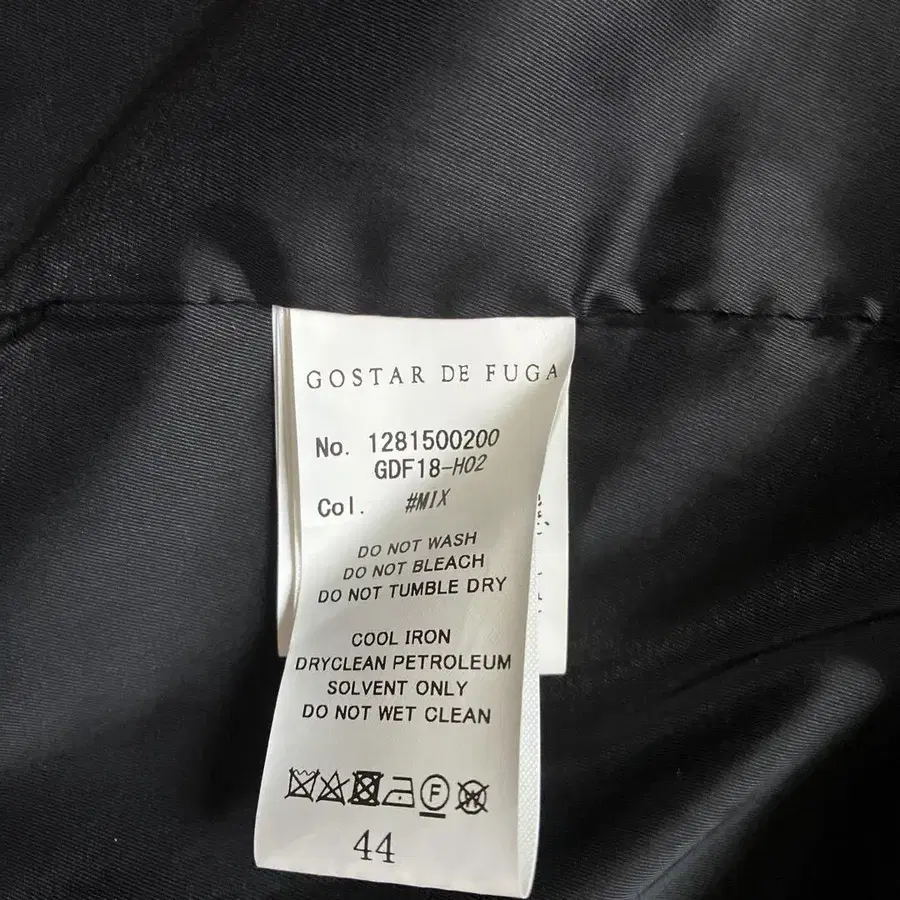 GOSTAR DE FUGA
No. 1281500200
GDF18-H02
Col. #MIX
DO NOT WASH
DO NOT BLEACH
DO NOT TUMBLE DRY
COOL IRON
DRYCLEAN PETROLEUM
SOLVENT ONLY
DO NOT WET CLEAN
F W
44